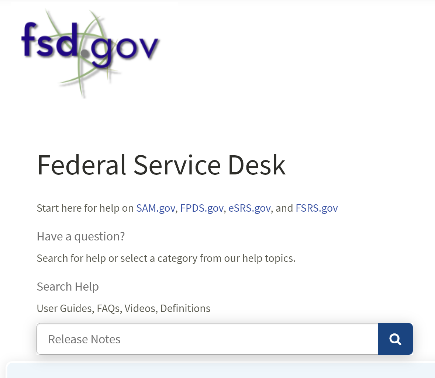 fsd.gov
Federal Service Desk
Start here for help on SAM.gov, FPDS.gov, eSRS.gov, and FSRS.gov
Have a question?
Search for help or select a category from our help topics.
Search Help
User Guides, FAQs, Videos, Definitions
Release Notes